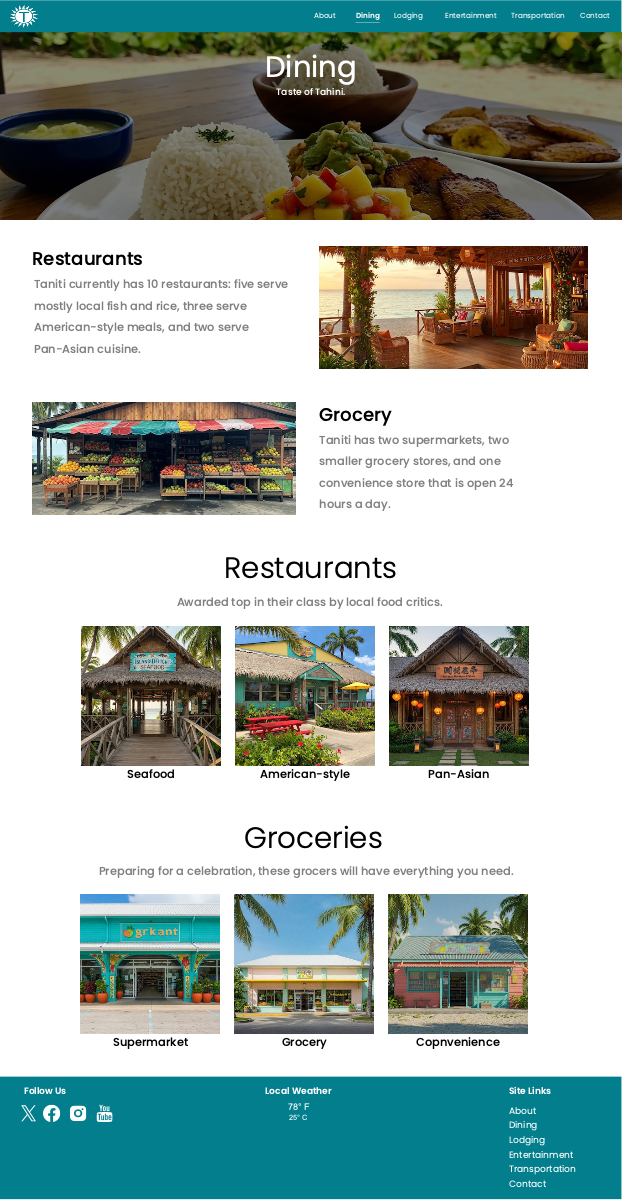 T
About Dining Lodging Entertainment Transportation Contact
Dining
Taste of Tahini.
Restaurants
Taniti currently has 10 restaurants: five serve
mostly local fish and rice, three serve
American-style meals, and two serve
Pan-Asian cuisine.
Grocery
Taniti has two supermarkets, two
smaller grocery stores, and one
convenience store that is open 24
hours a day.
Restaurants
Awarded top in their class by local food critics.
SEAFOOD
Seafood
American-style
Pan-Asian
Groceries
Preparing for a celebration, these grocers will have everything you need.
grkant
Supermarket
Grocery
Copnvenience
Follow Us
You
Tube
Local Weather
78° F
25° C
Site Links
About
Dining
Lodging
Entertainment
Transportation
Contact